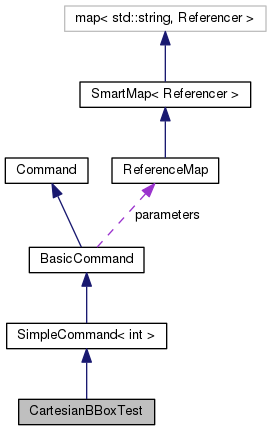 map< std::string, Referencer >
SmartMap< Referencer >
Command
ReferenceMap
parameters
BasicCommand
SimpleCommand< int >
CartesianBBoxTest